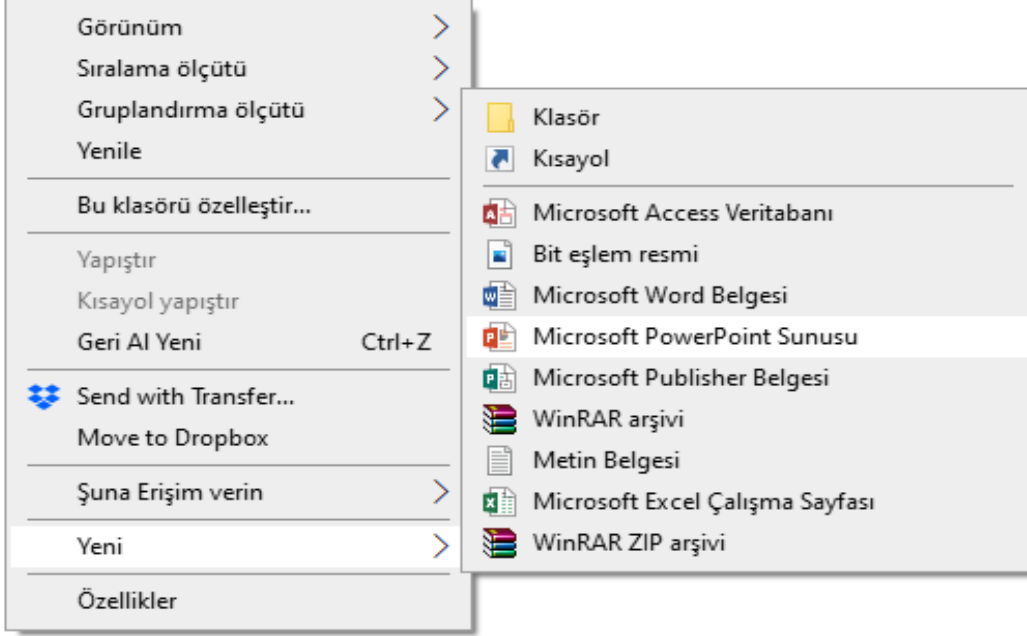 Görünüm
Sıralama ölçütü
Gruplandırma ölçütü
Yenile
Bu klasörü özelleştir...
Yapıştır
Kısayol yapıştır
Geri Al Yeni Ctrl+Z
Send with Transfer...
Move to Dropbox
Şuna Erişim verin
Yeni
Özellikler
Klasör
Kısayol
Microsoft Access Veritabanı
Bit eşlem resmi
Microsoft Word Belgesi
Microsoft PowerPoint Sunusu
Microsoft Publisher Belgesi
WinRAR arşivi
Metin Belgesi
Microsoft Excel Çalışma Sayfası
WinRAR ZIP arşivi